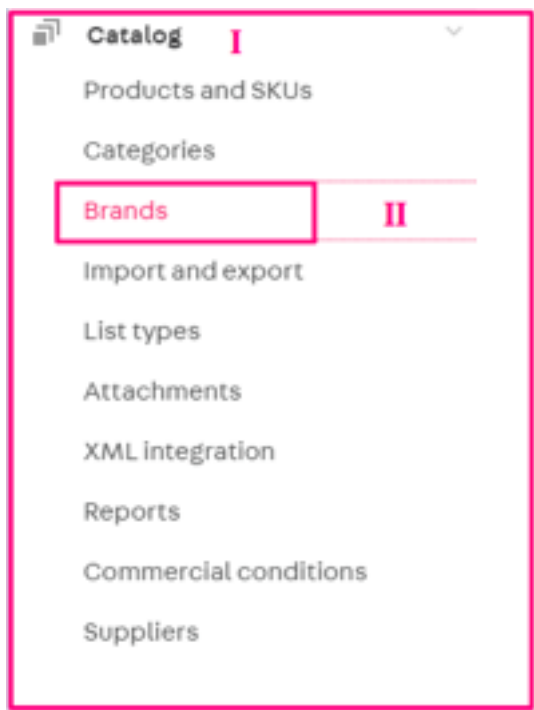 Catalog I
Products and SKUs
Categories
Brands II
Import and export
List types
Attachments
XML integration
Reports
Commercial conditions
Suppliers